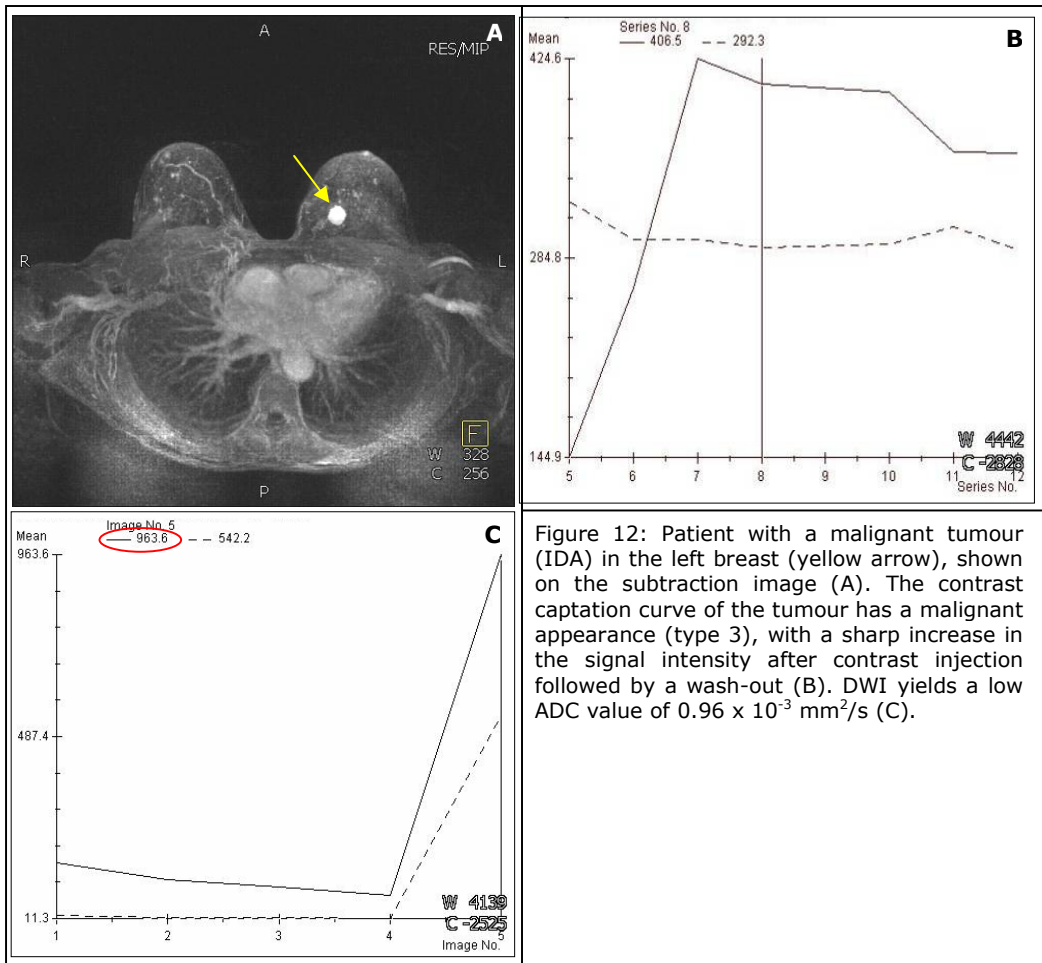 A
A
RES/MIP
R
L
F
W 328
C 256
P
Series No. 8
B
Mean
406.5
292.3
424.6
284.8
144.9
W 4442
C -2828
5 6 7 8 9 10 11 12
Series No.
Image No. 5
C
Mean
963.6
542.2
963.6
487.4
11.3
W 4139
C -2525
1 2 3 4 5
Image No.
Figure 12: Patient with a malignant tumour
(IDA) in the left breast (yellow arrow), shown
on the subtraction image (A). The contrast
captation curve of the tumour has a malignant
appearance (type 3), with a sharp increase in
the signal intensity after contrast injection
followed by a wash-out (B). DWI yields a low
ADC value of 0.96 x 10⁻³ mm²/s (C).